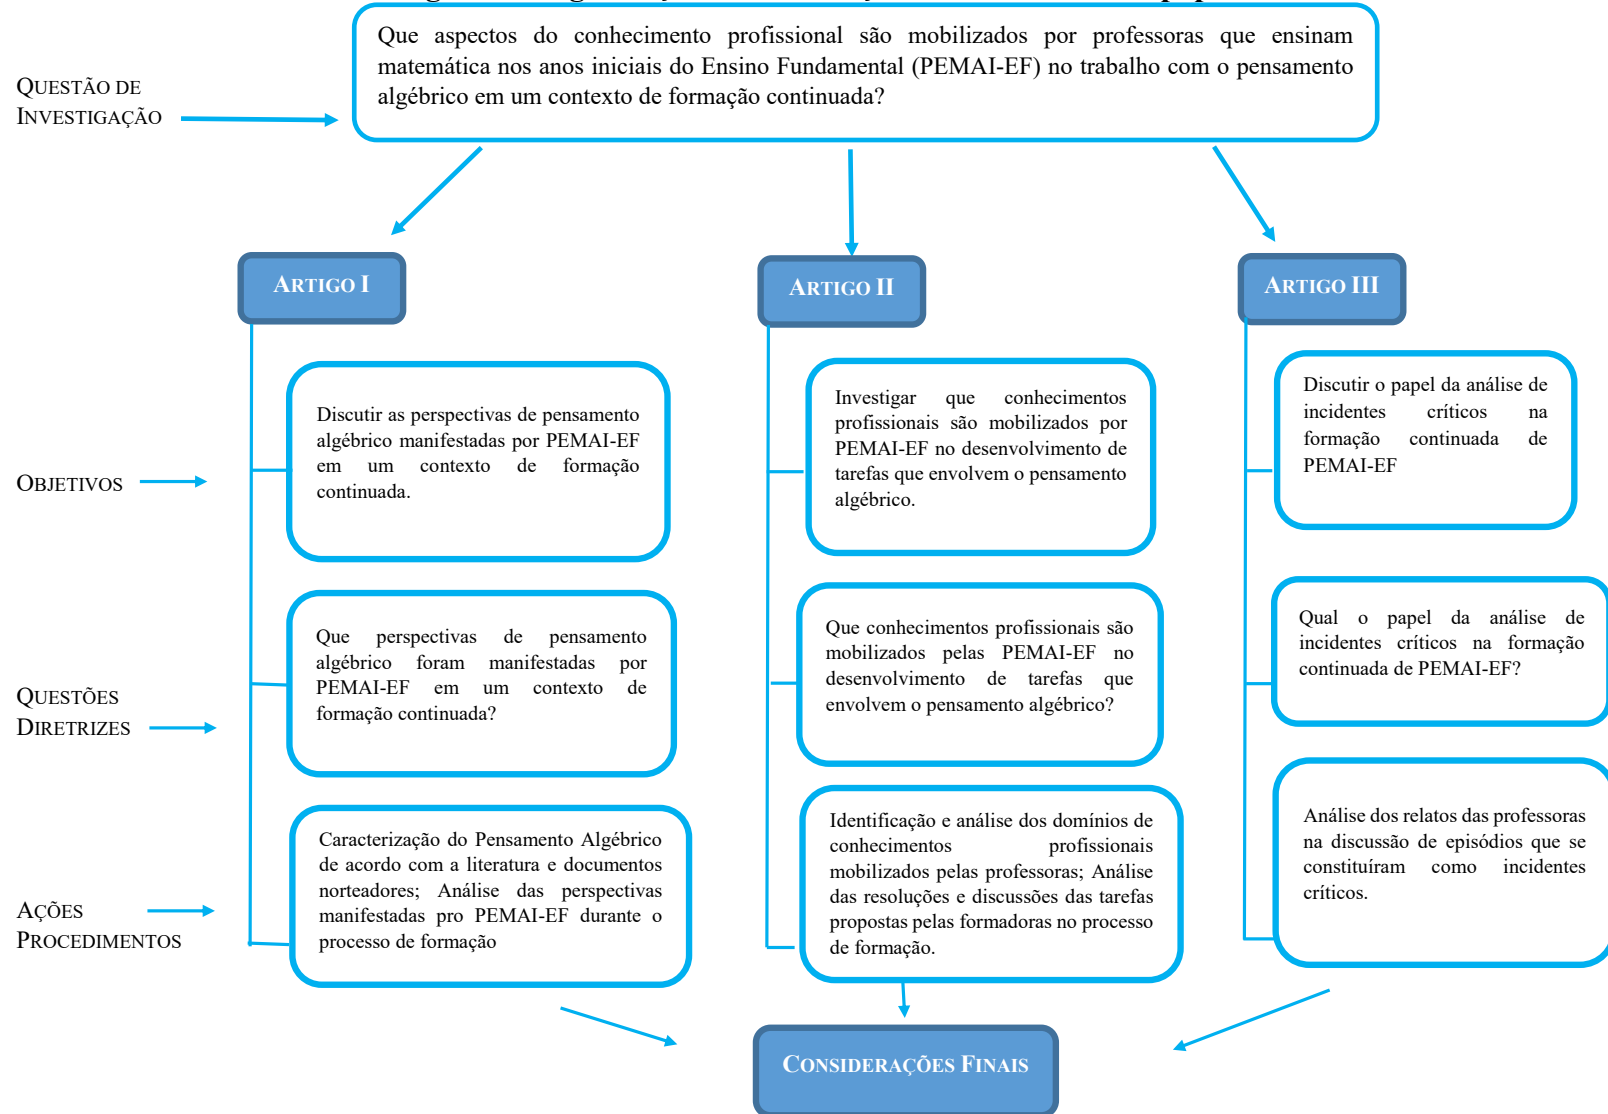 Que aspectos do conhecimento profissional são mobilizados por professoras que ensinam
matemática nos anos iniciais do Ensino Fundamental (PEMAI-EF) no trabalho com o pensamento
algébrico em um contexto de formação continuada?
QUESTÃO DE
INVESTIGAÇÃO
ARTIGO I
ARTIGO II
ARTIGO III
OBJETIVOS
Discutir as perspectivas de pensamento
algébrico manifestadas por PEMAI-EF
em um contexto de formação
continuada.
Investigar que conhecimentos
profissionais são mobilizados por
PEMAI-EF no desenvolvimento de
tarefas que envolvem o pensamento
algébrico.
Discutir o papel da análise de
incidentes críticos na
formação continuada de
PEMAI-EF
QUESTÕES
DIRETRIZES
Que perspectivas de pensamento
algébrico foram manifestadas por
PEMAI-EF em um contexto de
formação continuada?
Que conhecimentos profissionais são
mobilizados pelas PEMAI-EF no
desenvolvimento de tarefas que
envolvem o pensamento algébrico?
Qual o papel da análise de
incidentes críticos na formação
continuada de PEMAI-EF?
AÇÕES
PROCEDIMENTOS
Caracterização do Pensamento Algébrico
de acordo com a literatura e documentos
norteadores; Análise das perspectivas
manifestadas pro PEMAI-EF durante o
processo de formação
Identificação e análise dos domínios de
conhecimentos profissionais
mobilizados pelas professoras; Análise
das resoluções e discussões das tarefas
propostas pelas formadoras no processo
de formação.
Análise dos relatos das professoras
na discussão de episódios que se
constituíram como incidentes
críticos.
CONSIDERAÇÕES FINAIS